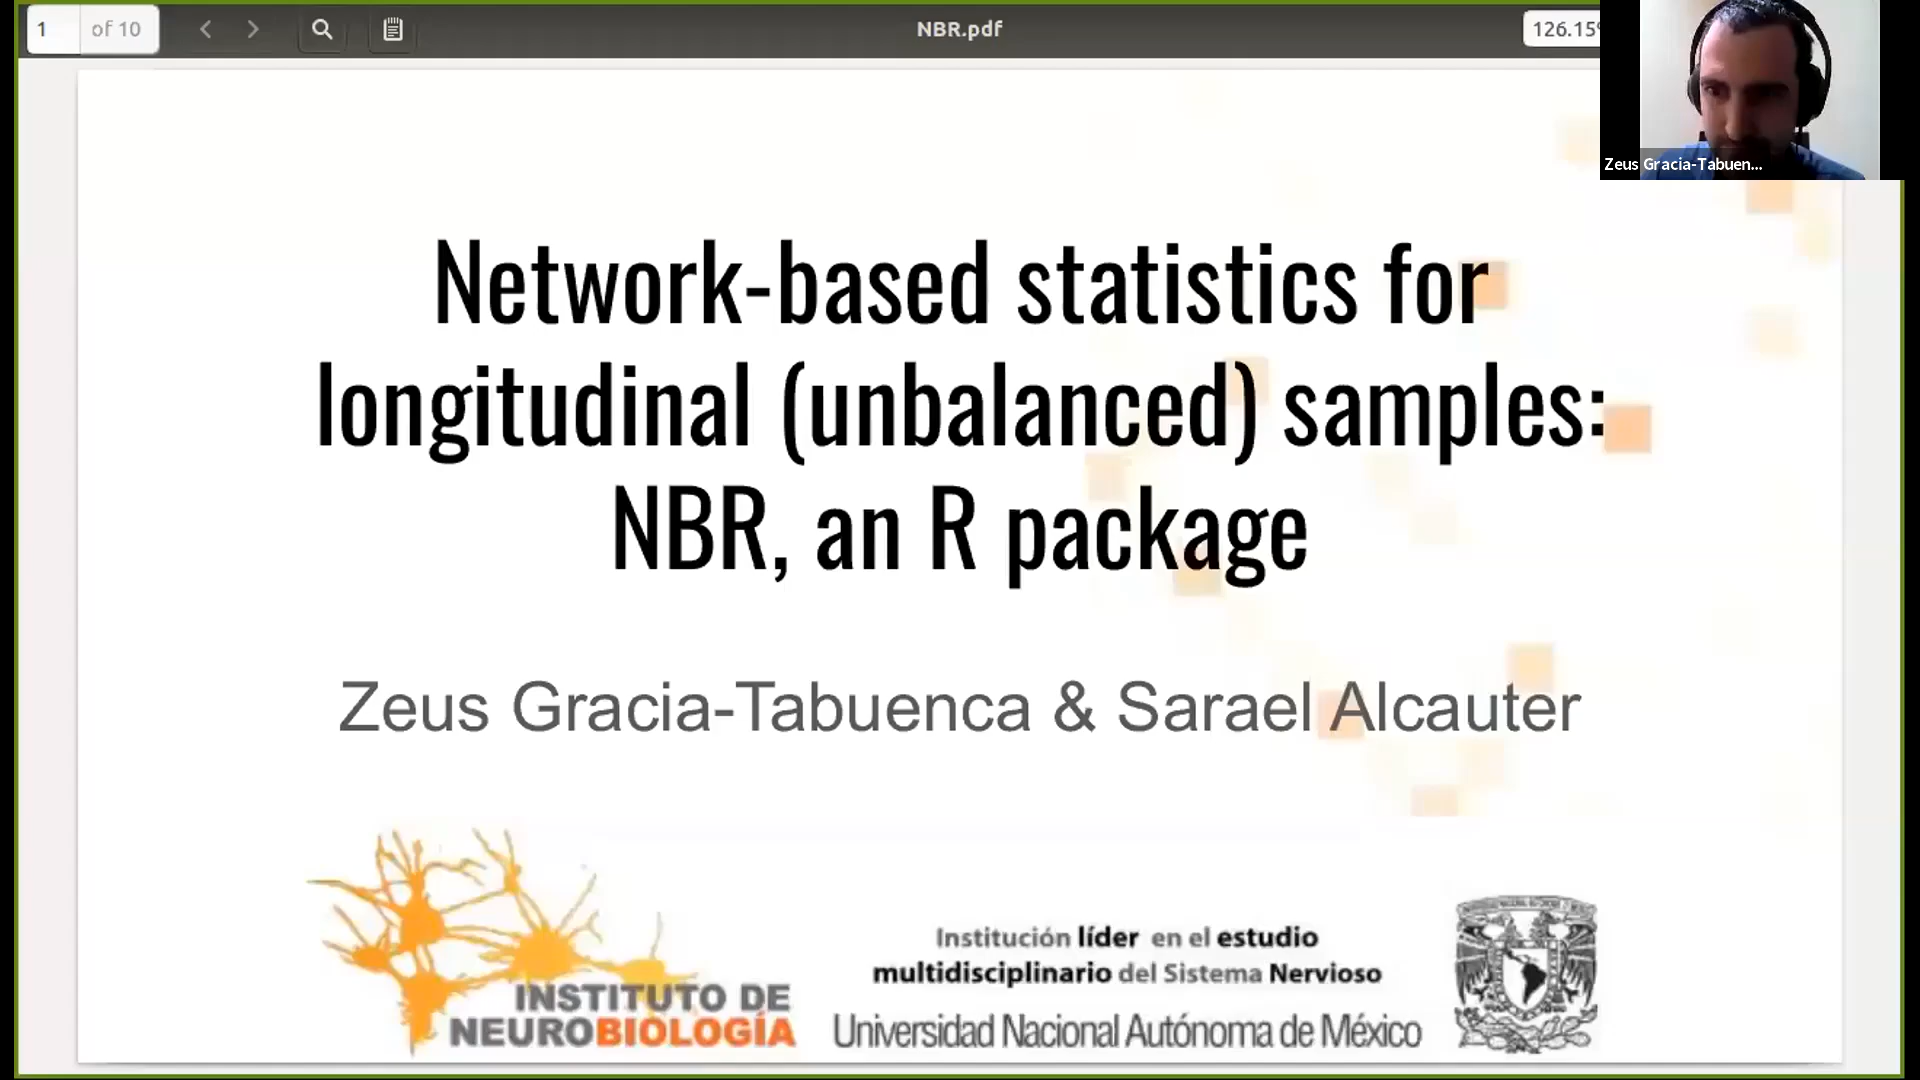 1 of 10
NBR.pdf
126.15
Zeus Gracia-Tabuen...
Network-based statistics for
longitudinal (unbalanced) samples:
NBR, an R package
Zeus Gracia-Tabuenca & Sarael Alcauter
INSTITUTO DE
NEUROBIOLOGÍA
Institución líder en el estudio
multidisciplinario del Sistema Nervioso
Universidad Nacional Autónoma de México